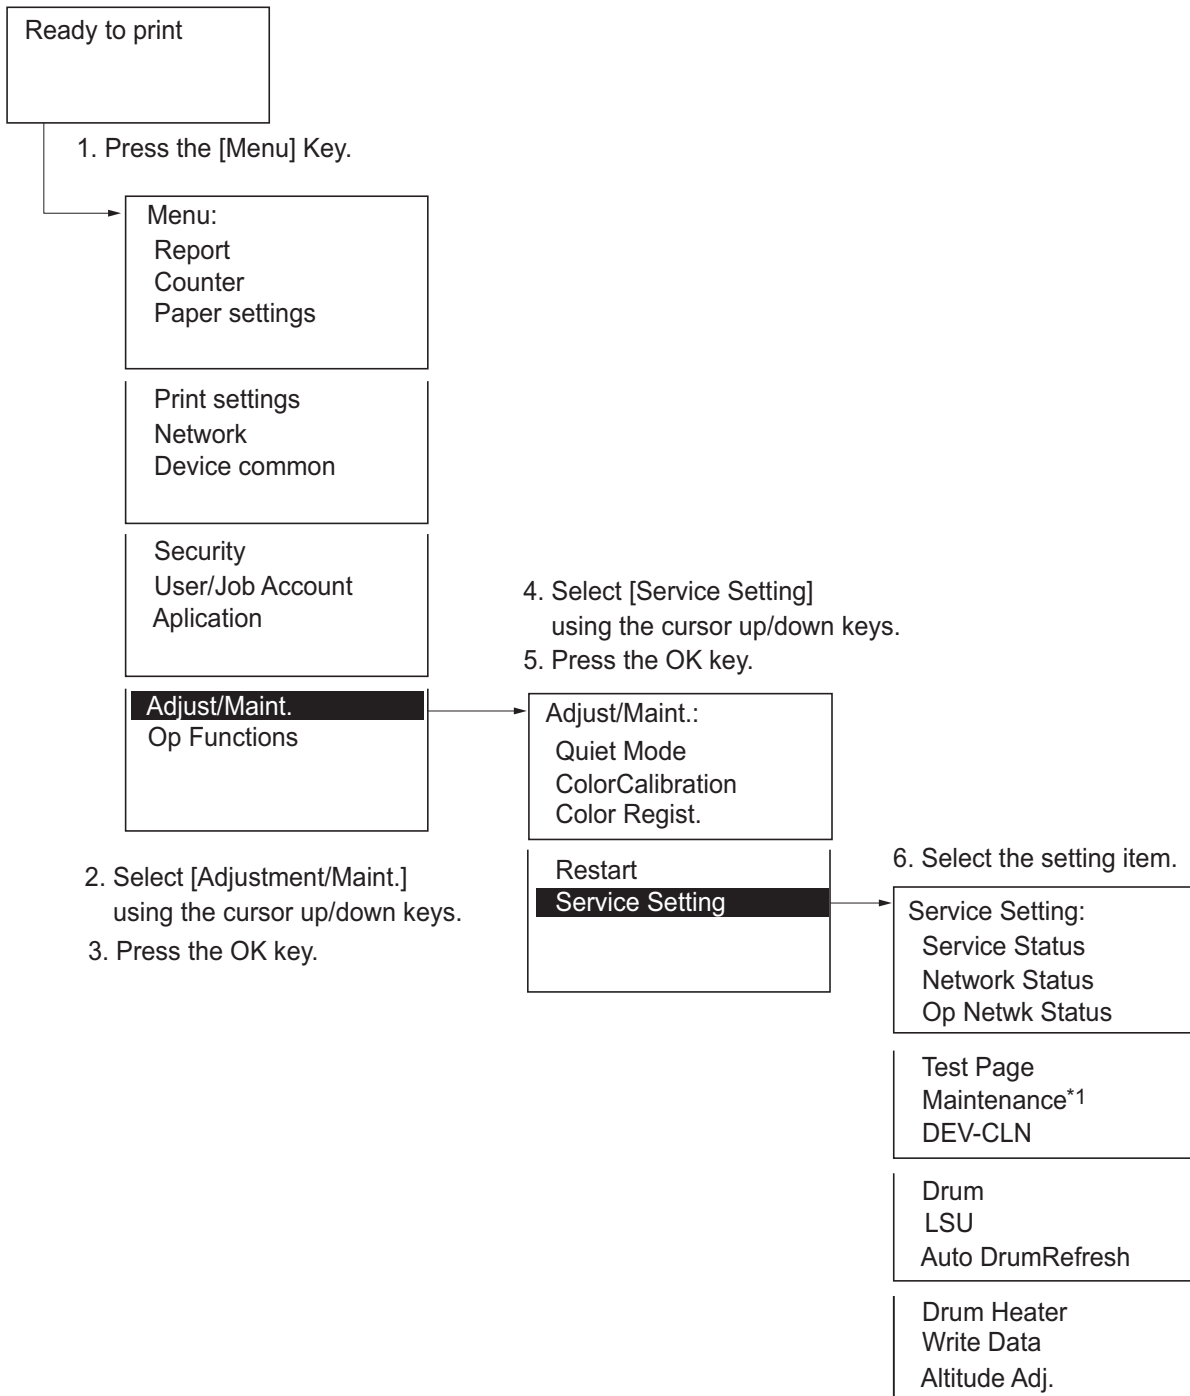 Ready to print
1. Press the [Menu] Key.
Menu:
Report
Counter
Paper settings
Print settings
Network
Device common
Security
User/Job Account
Aplication
Adjust/Maint.
Op Functions
2. Select [Adjustment/Maint.]
using the cursor up/down keys.
3. Press the OK key.
4. Select [Service Setting]
using the cursor up/down keys.
5. Press the OK key.
Adjust/Maint.:
Quiet Mode
ColorCalibration
Color Regist.
Restart
Service Setting
6. Select the setting item.
Service Setting:
Service Status
Network Status
Op Netwk Status
Test Page
Maintenance*1
DEV-CLN
Drum
LSU
Auto DrumRefresh
Drum Heater
Write Data
Altitude Adj.